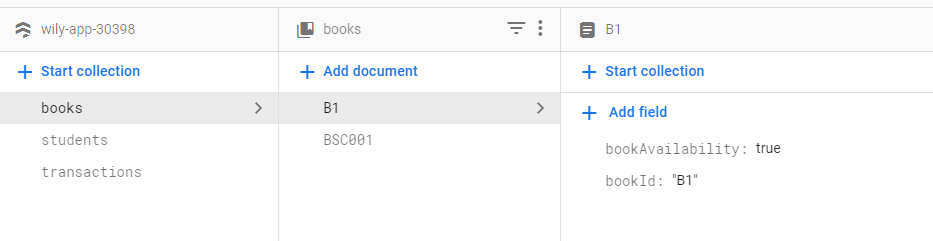 wily-app-30398
Start collection
books
students
transactions
books
Add document
B1
BSC001
B1
Start collection
Add field
bookAvailability: true
bookId: "B1"